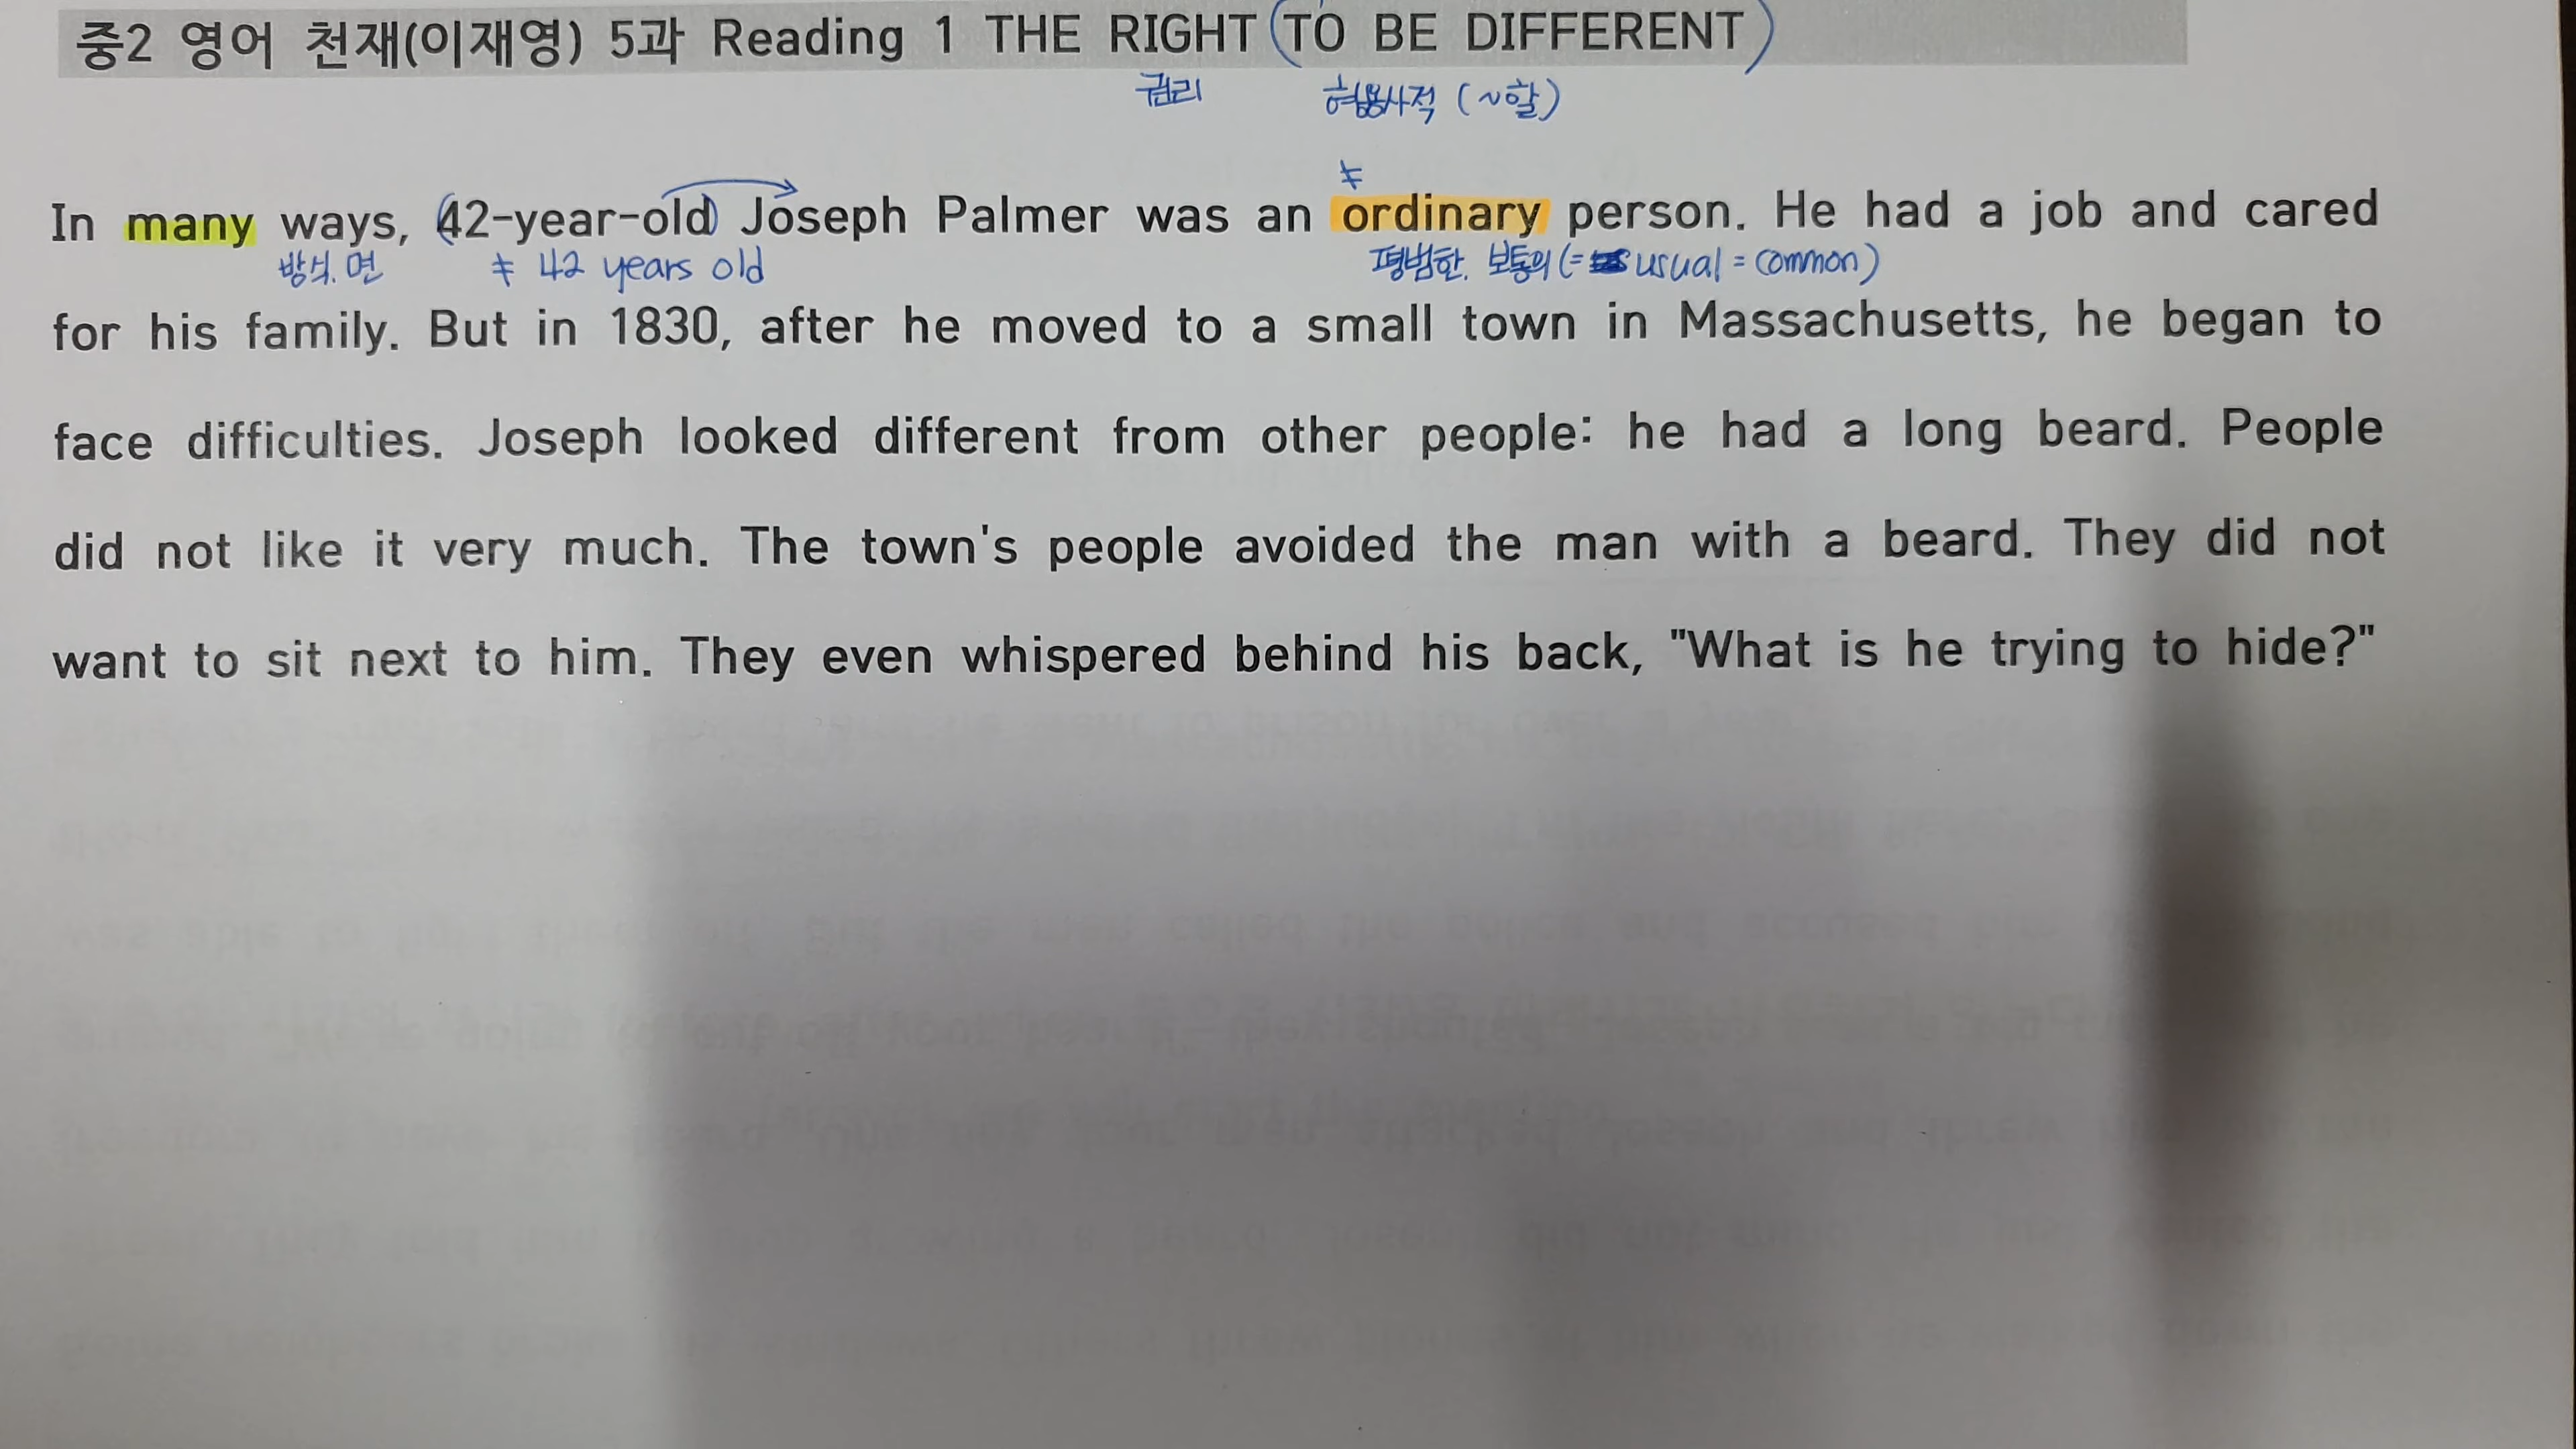 중2 영어 천재(이재영) 5과 Reading 1 THE RIGHT (TO BE DIFFERENT)
권리 형용사적 (~할)
≠
In many ways, (42-year-old) Joseph Palmer was an ordinary person. He had a job and cared
방식. 면 ≠ 42 years old 평범한. 보통의 (= usual = common)
for his family. But in 1830, after he moved to a small town in Massachusetts, he began to
face difficulties. Joseph looked different from other people: he had a long beard. People
did not like it very much. The town's people avoided the man with a beard. They did not
want to sit next to him. They even whispered behind his back, "What is he trying to hide?"